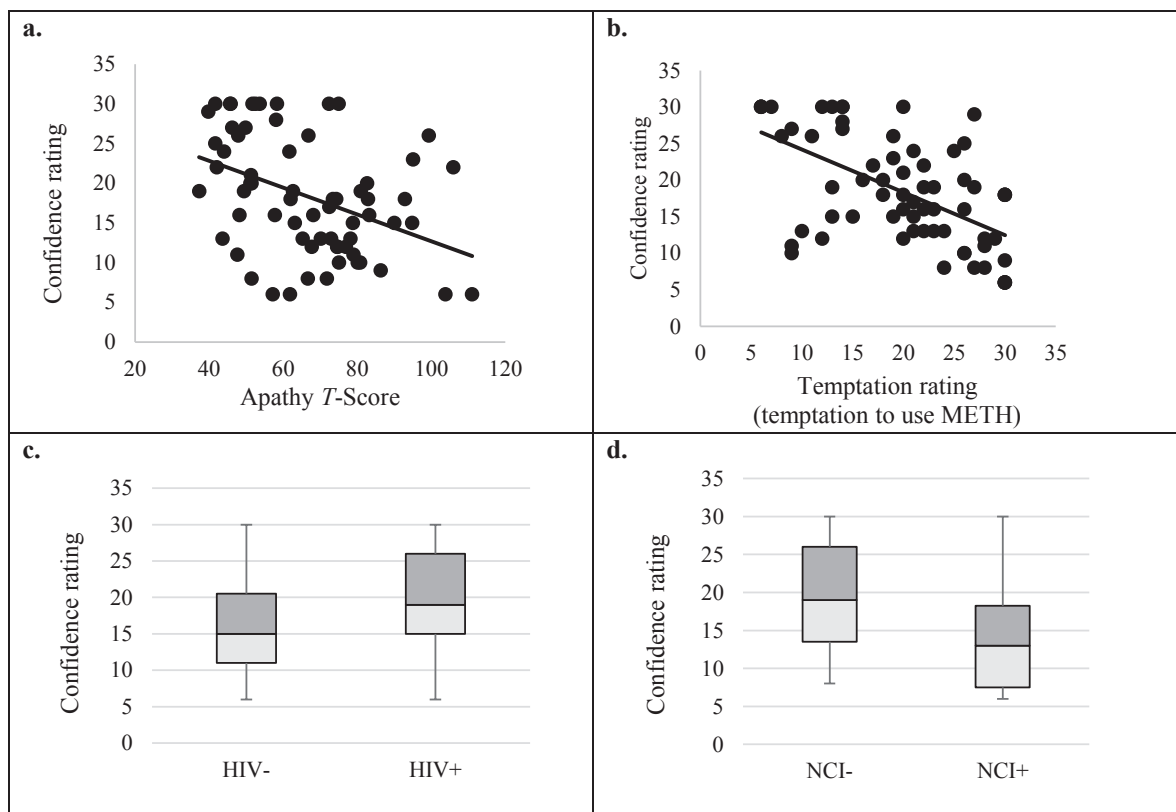 a.
35
30
25
20
15
10
5
0
Confidence rating
20 40 60 80 100 120
Apathy T-Score
b.
35
30
25
20
15
10
5
0
Confidence rating
0 5 10 15 20 25 30 35
Temptation rating
(temptation to use METH)
c.
35
30
25
20
15
10
5
0
Confidence rating
HIV- HIV+
d.
35
30
25
20
15
10
5
0
Confidence rating
NCI- NCI+